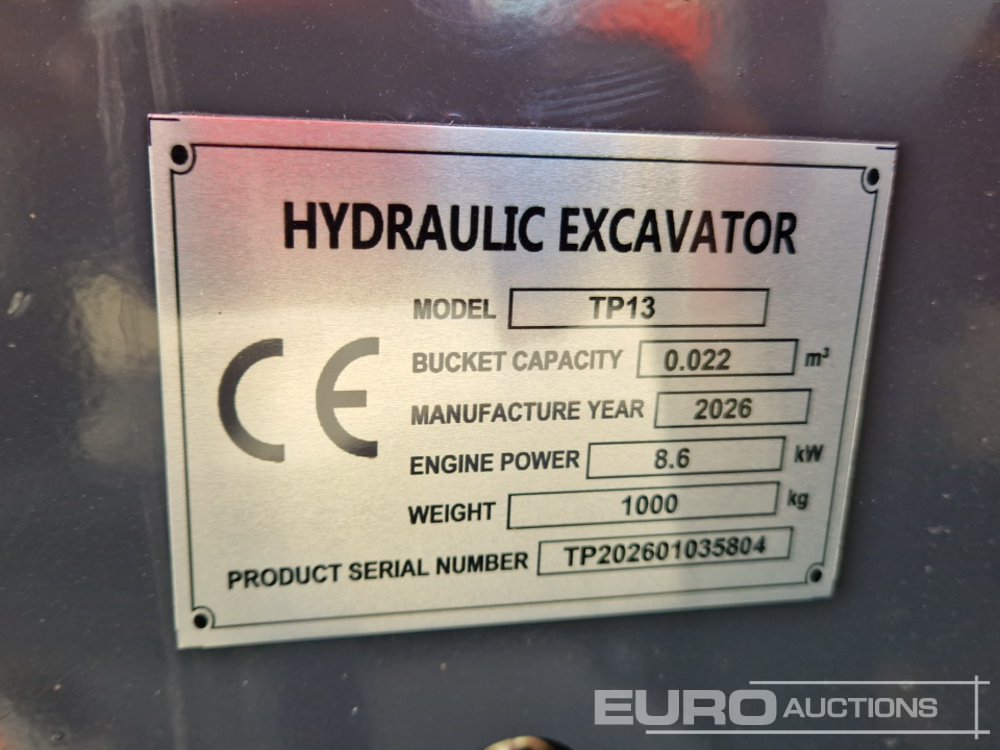 HYDRAULIC EXCAVATOR
CE
MODEL TP13
BUCKET CAPACITY 0.022 m³
MANUFACTURE YEAR 2026
ENGINE POWER 8.6 kW
WEIGHT 1000 kg
PRODUCT SERIAL NUMBER TP202601035804
EURO AUCTIONS